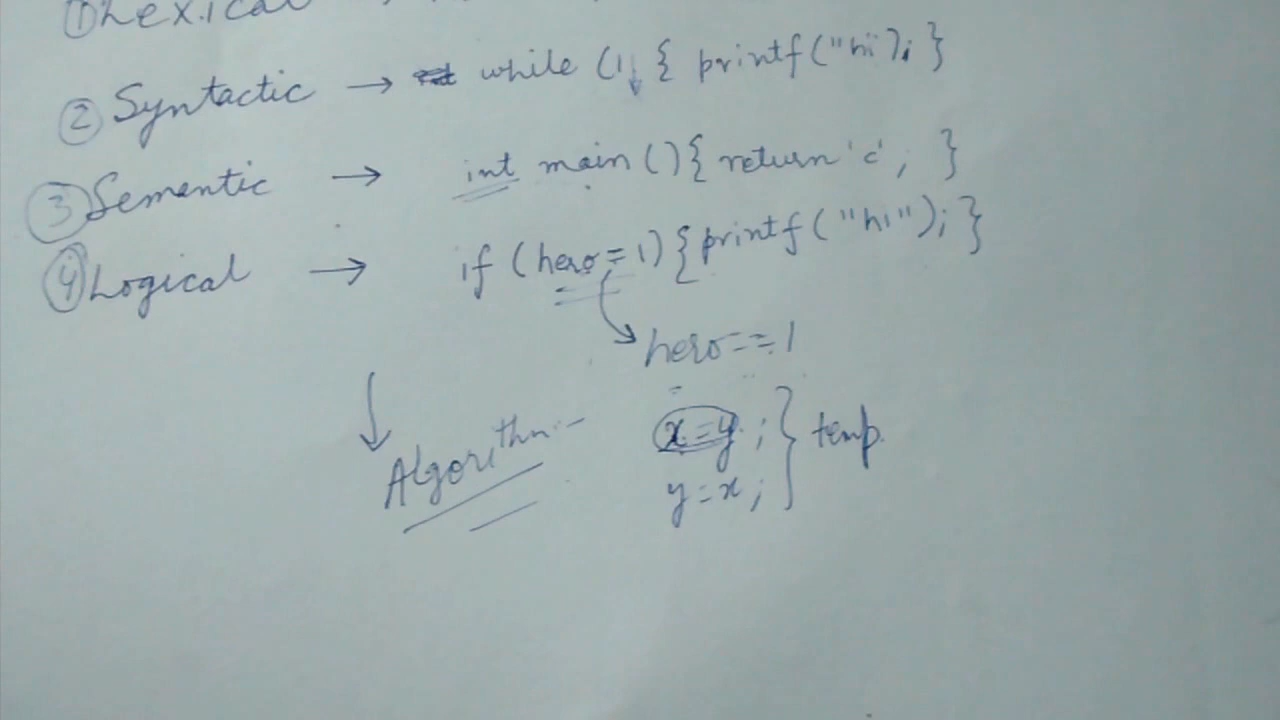 ① Lexical
② Syntactic → while (1↓ { printf("hi"); }
③ Sementic → int main(){ return 'c'; }
④ Logical → if (hero=1){printf("hi"); }
hero==1
Algorithm:-
x=y; } temp.
y=x;